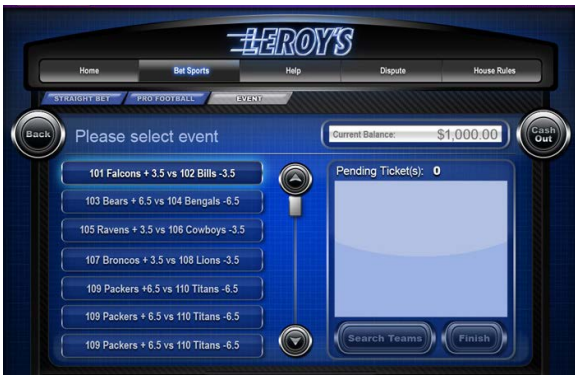 LEROY'S
Home Bet Sports Help Dispute House Rules
STRAIGHT BET PRO FOOTBALL EVENT
Back Please select event Current Balance: $1,000.00 Cash Out
101 Falcons + 3.5 vs 102 Bills -3.5
103 Bears + 6.5 vs 104 Bengals -6.5
105 Ravens + 3.5 vs 106 Cowboys -3.5
107 Broncos + 3.5 vs 108 Lions -3.5
109 Packers +6.5 vs 110 Titans -6.5
109 Packers + 6.5 vs 110 Titans -6.5
109 Packers + 6.5 vs 110 Titans -6.5
Pending Ticket(s): 0
Search Teams Finish